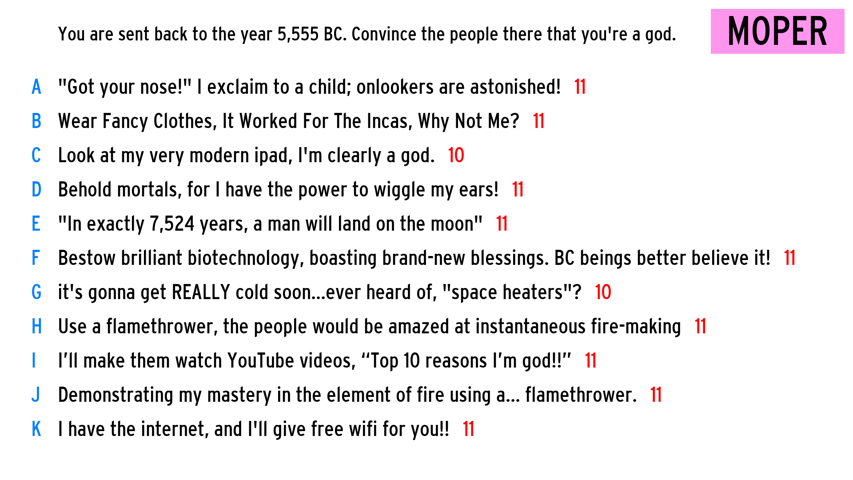 You are sent back to the year 5,555 BC. Convince the people there that you're a god.
MOPER
A "Got your nose!" I exclaim to a child; onlookers are astonished! 11
B Wear Fancy Clothes, It Worked For The Incas, Why Not Me? 11
C Look at my very modern ipad, I'm clearly a god. 10
D Behold mortals, for I have the power to wiggle my ears! 11
E "In exactly 7,524 years, a man will land on the moon" 11
F Bestow brilliant biotechnology, boasting brand-new blessings. BC beings better believe it! 11
G it's gonna get REALLY cold soon...ever heard of, "space heaters"? 10
H Use a flamethrower, the people would be amazed at instantaneous fire-making 11
I I’ll make them watch YouTube videos, “Top 10 reasons I’m god!!” 11
J Demonstrating my mastery in the element of fire using a... flamethrower. 11
K I have the internet, and I'll give free wifi for you!! 11